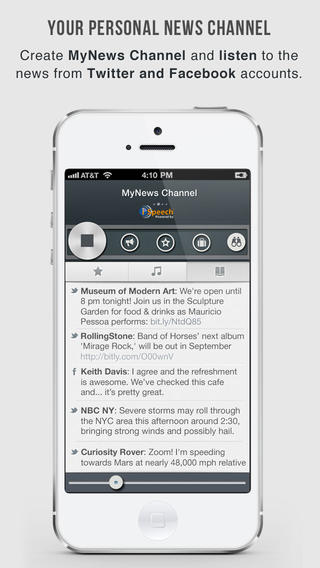 YOUR PERSONAL NEWS CHANNEL
Create MyNews Channel and listen to the
news from Twitter and Facebook accounts.
AT&T 4:10 PM
MyNews Channel
iSpeech
Powered by
Museum of Modern Art: We're open until
8 pm tonight! Join us in the Sculpture
Garden for food & drinks as Mauricio
Pessoa performs: bit.ly/NtdQ85
RollingStone: Band of Horses' next album
'Mirage Rock,' will be out in September
http://bitly.com/O00wnV
Keith Davis: I agree and the refreshment
is awesome. We've checked this cafe
and... it's pretty great.
NBC NY: Severe storms may roll through
the NYC area this afternoon around 2:30,
bringing strong winds and possibly hail.
Curiosity Rover: Zoom! I'm speeding
towards Mars at nearly 48,000 mph relative